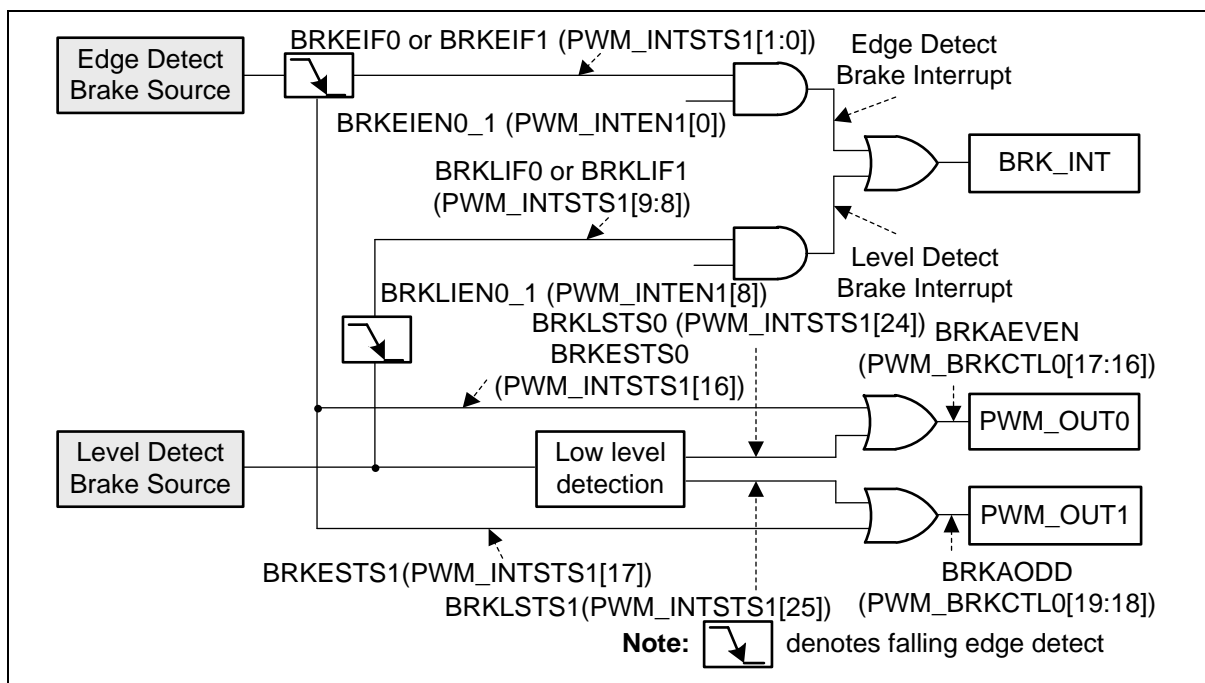 BRKEIF0 or BRKEIF1 (PWM_INTSTS1[1:0])
Edge Detect
Brake Source
Edge Detect
Brake Interrupt
BRKEIEN0_1 (PWM_INTEN1[0])
BRK_INT
BRKLIF0 or BRKLIF1
(PWM_INTSTS1[9:8])
Level Detect
Brake Interrupt
BRKLIEN0_1 (PWM_INTEN1[8])
BRKLSTS0 (PWM_INTSTS1[24])
BRKESTS0
(PWM_INTSTS1[16])
BRKAEVEN
(PWM_BRKCTL0[17:16])
PWM_OUT0
Level Detect
Brake Source
Low level
detection
PWM_OUT1
BRKESTS1(PWM_INTSTS1[17])
BRKLSTS1(PWM_INTSTS1[25])
BRKAODD
(PWM_BRKCTL0[19:18])
Note: denotes falling edge detect